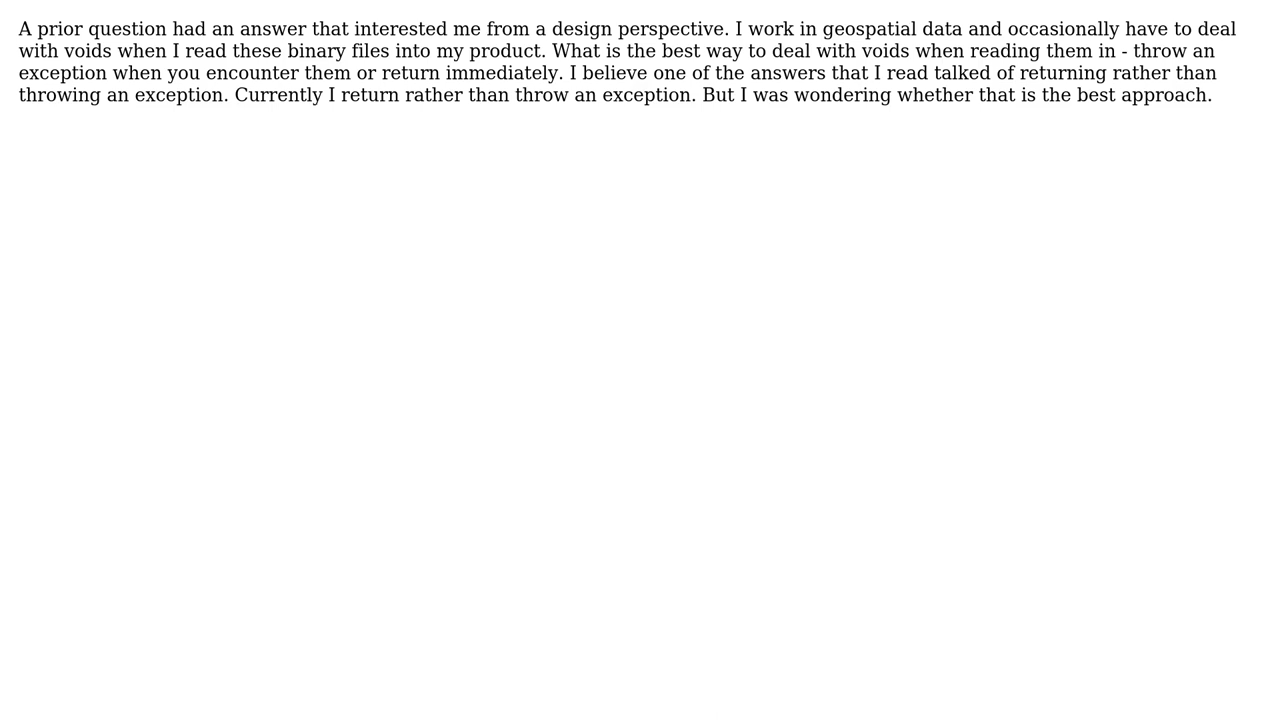 A prior question had an answer that interested me from a design perspective. I work in geospatial data and occasionally have to deal
with voids when I read these binary files into my product. What is the best way to deal with voids when reading them in - throw an
exception when you encounter them or return immediately. I believe one of the answers that I read talked of returning rather than
throwing an exception. Currently I return rather than throw an exception. But I was wondering whether that is the best approach.